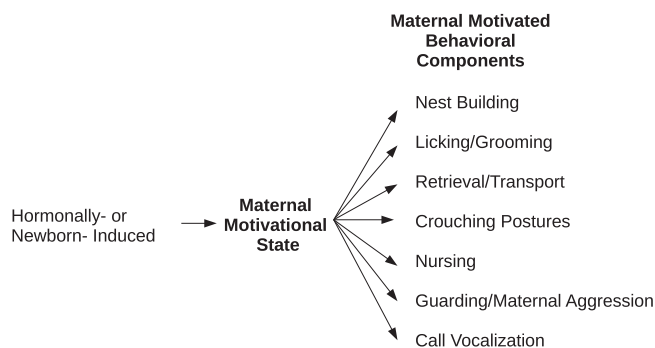 Maternal Motivated
Behavioral
Components
Nest Building
Licking/Grooming
Retrieval/Transport
Hormonally- or
Newborn- Induced
Maternal
Motivational
State
Crouching Postures
Nursing
Guarding/Maternal Aggression
Call Vocalization